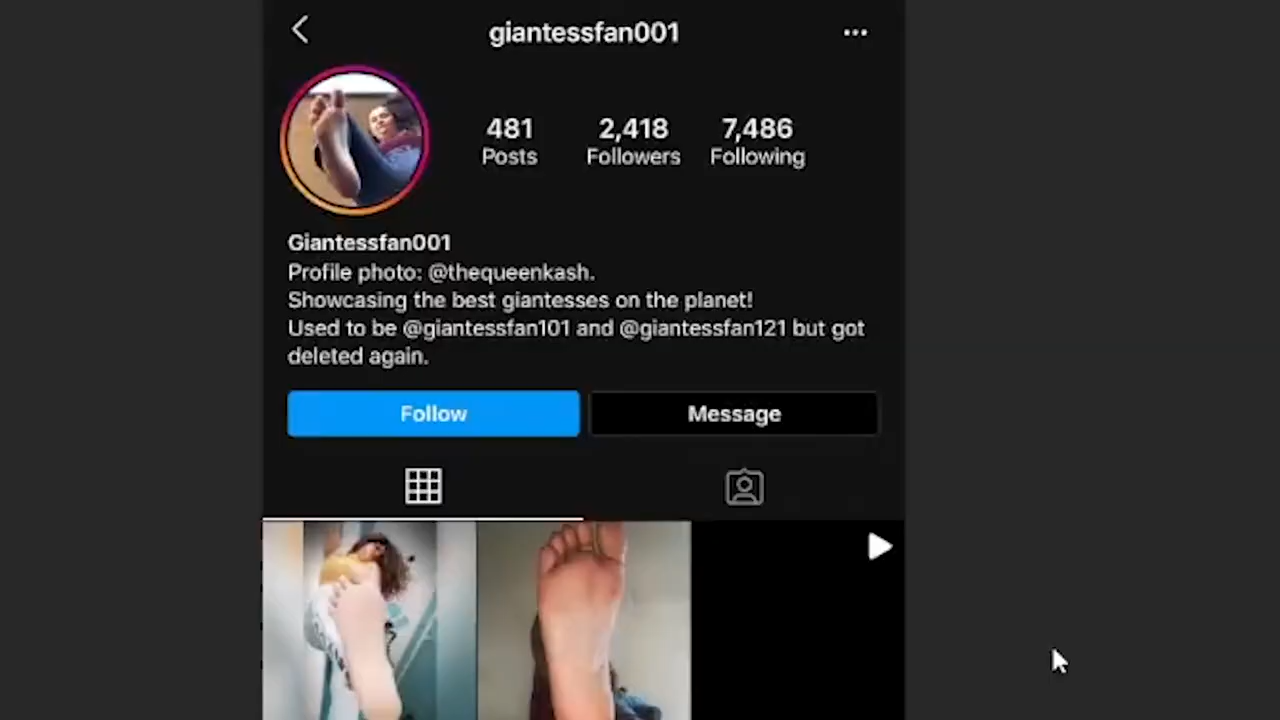 giantessfan001
481 2,418 7,486
Posts Followers Following
Giantessfan001
Profile photo: @thequeenkash.
Showcasing the best giantesses on the planet!
Used to be @giantessfan101 and @giantessfan121 but got
deleted again.
Follow Message